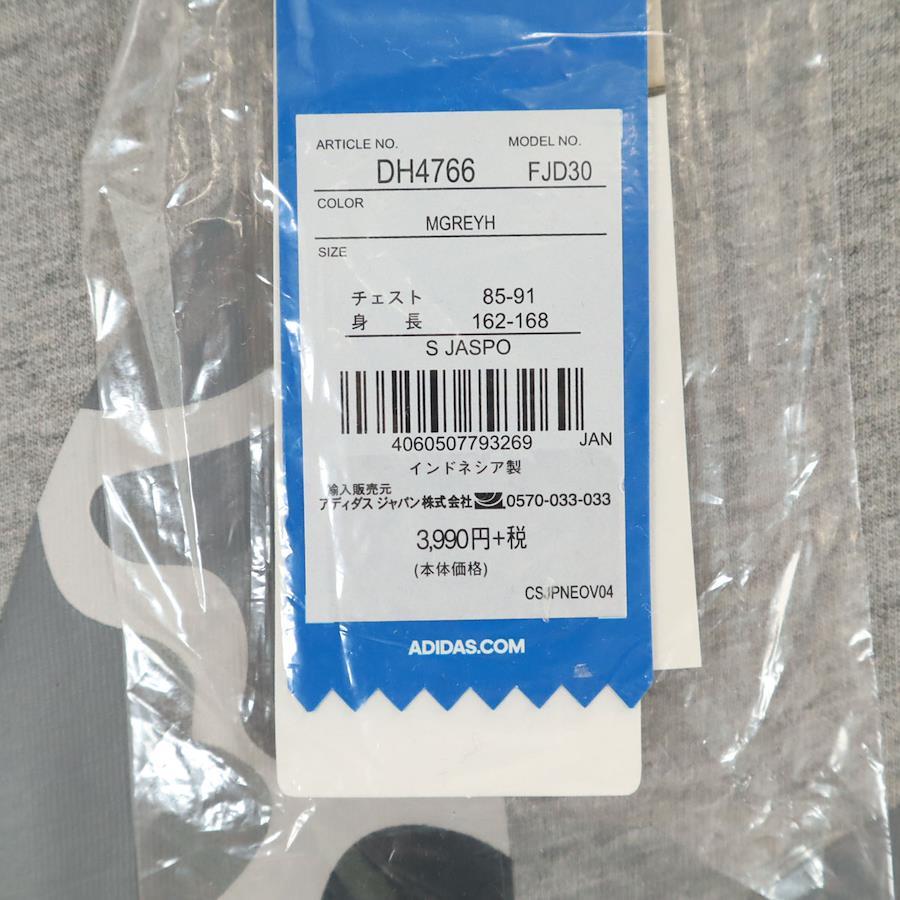 ARTICLE NO. MODEL NO.
DH4766 FJD30
COLOR
MGREYH
SIZE
チェスト 85-91
身 長 162-168
S JASPO
4060507793269 JAN
インドネシア製
輸入販売元
アディダス ジャパン株式会社 0570-033-033
3,990円+税
(本体価格)
CSJPNEOV04
ADIDAS.COM